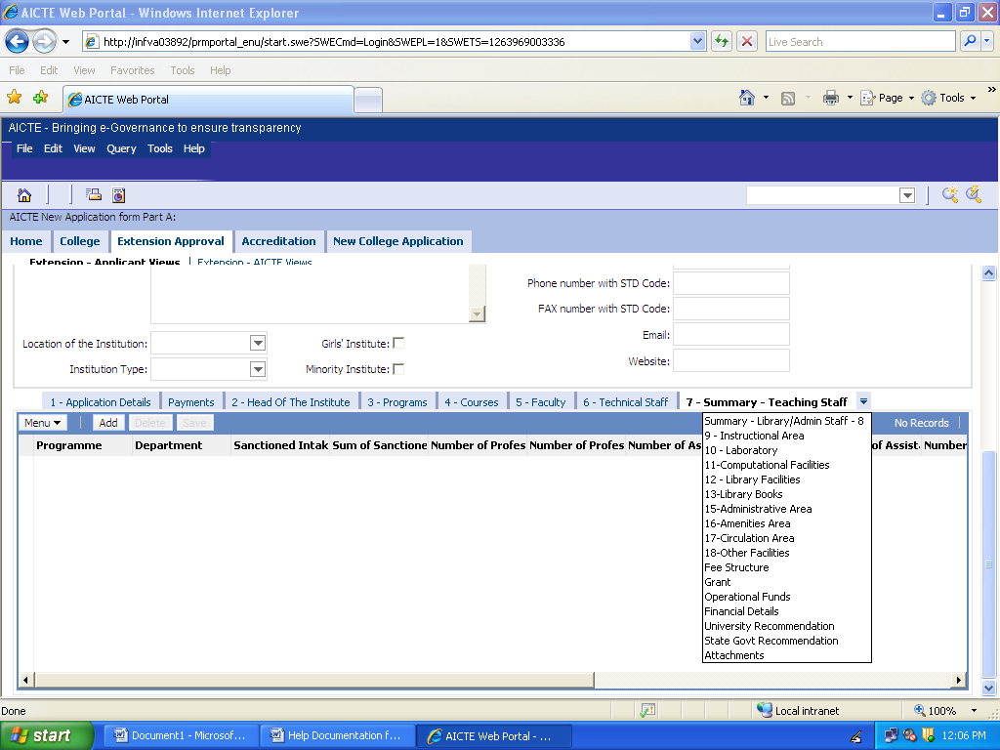 AICTE Web Portal - Windows Internet Explorer
http://infva03892/prmportal_enu/start.swe?SWECmd=Login&SWEPL=1&SWETS=1263969003336
Live Search
File Edit View Favorites Tools Help
AICTE Web Portal
Page Tools »
AICTE - Bringing e-Governance to ensure transparency
File Edit View Query Tools Help
AICTE New Application form Part A:
Home College Extension Approval Accreditation New College Application
Extension - Applicant Views | Extension - AICTE Views
Phone number with STD Code:
FAX number with STD Code:
Location of the Institution: Girls' Institute: Email:
Institution Type: Minority Institute: Website:
1 - Application Details Payments 2 - Head Of The Institute 3 - Programs 4 - Courses 5 - Faculty 6 - Technical Staff 7 - Summary - Teaching Staff
Menu Add Delete Save No Records
Programme Department Sanctioned Intak Sum of Sanctione Number of Profes Number of Profes Number of As of Assist. Number
Summary - Library/Admin Staff - 8
9 - Instructional Area
10 - Laboratory
11-Computational Facilities
12 - Library Facilities
13-Library Books
15-Administrative Area
16-Amenities Area
17-Circulation Area
18-Other Facilities
Fee Structure
Grant
Operational Funds
Financial Details
University Recommendation
State Govt Recommendation
Attachments
Done Local intranet 100%
start Document1 - Microsof... Help Documentation f... AICTE Web Portal - ... 12:06 PM